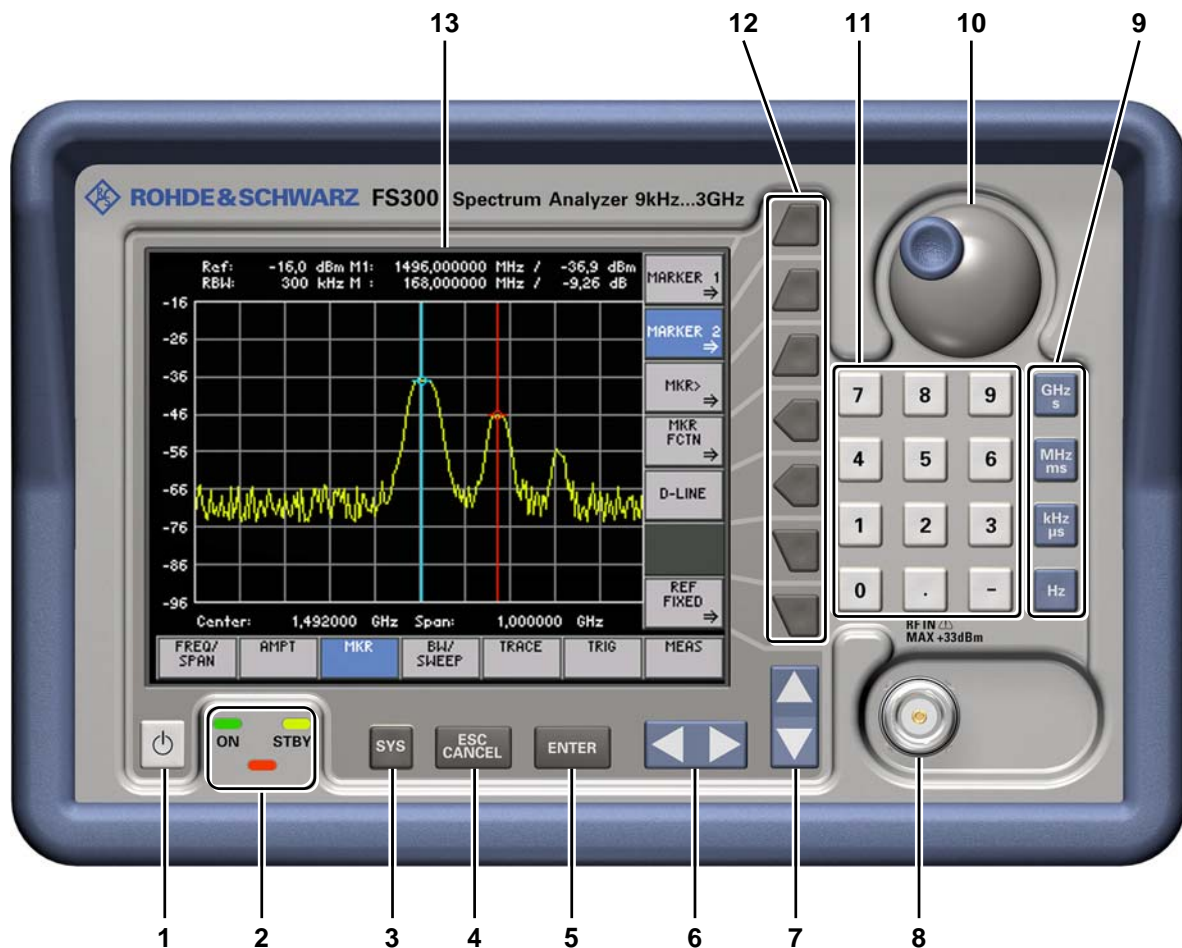 13 12 11 10 9
R&S ROHDE&SCHWARZ FS300 Spectrum Analyzer 9kHz...3GHz
Ref: -16,0 dBm M1: 1496,000000 MHz / -36,9 dBm
RBW: 300 kHz M : 168,000000 MHz / -9,26 dB
-16
-26
-36
-46
-56
-66
-76
-86
-96
Center: 1,492000 GHz Span: 1,000000 GHz
MARKER 1
⇒
MARKER 2
⇒
MKR>
⇒
MKR
FCTN
⇒
D-LINE
REF
FIXED
⇒
FREQ/
SPAN
AMPT
MKR
BW/
SWEEP
TRACE
TRIG
MEAS
7 8 9
GHz
s
4 5 6
MHz
ms
1 2 3
kHz
µs
0 . -
Hz
RF IN ⚠
MAX +33dBm
ON STBY
SYS
ESC
CANCEL
ENTER
1 2 3 4 5 6 7 8